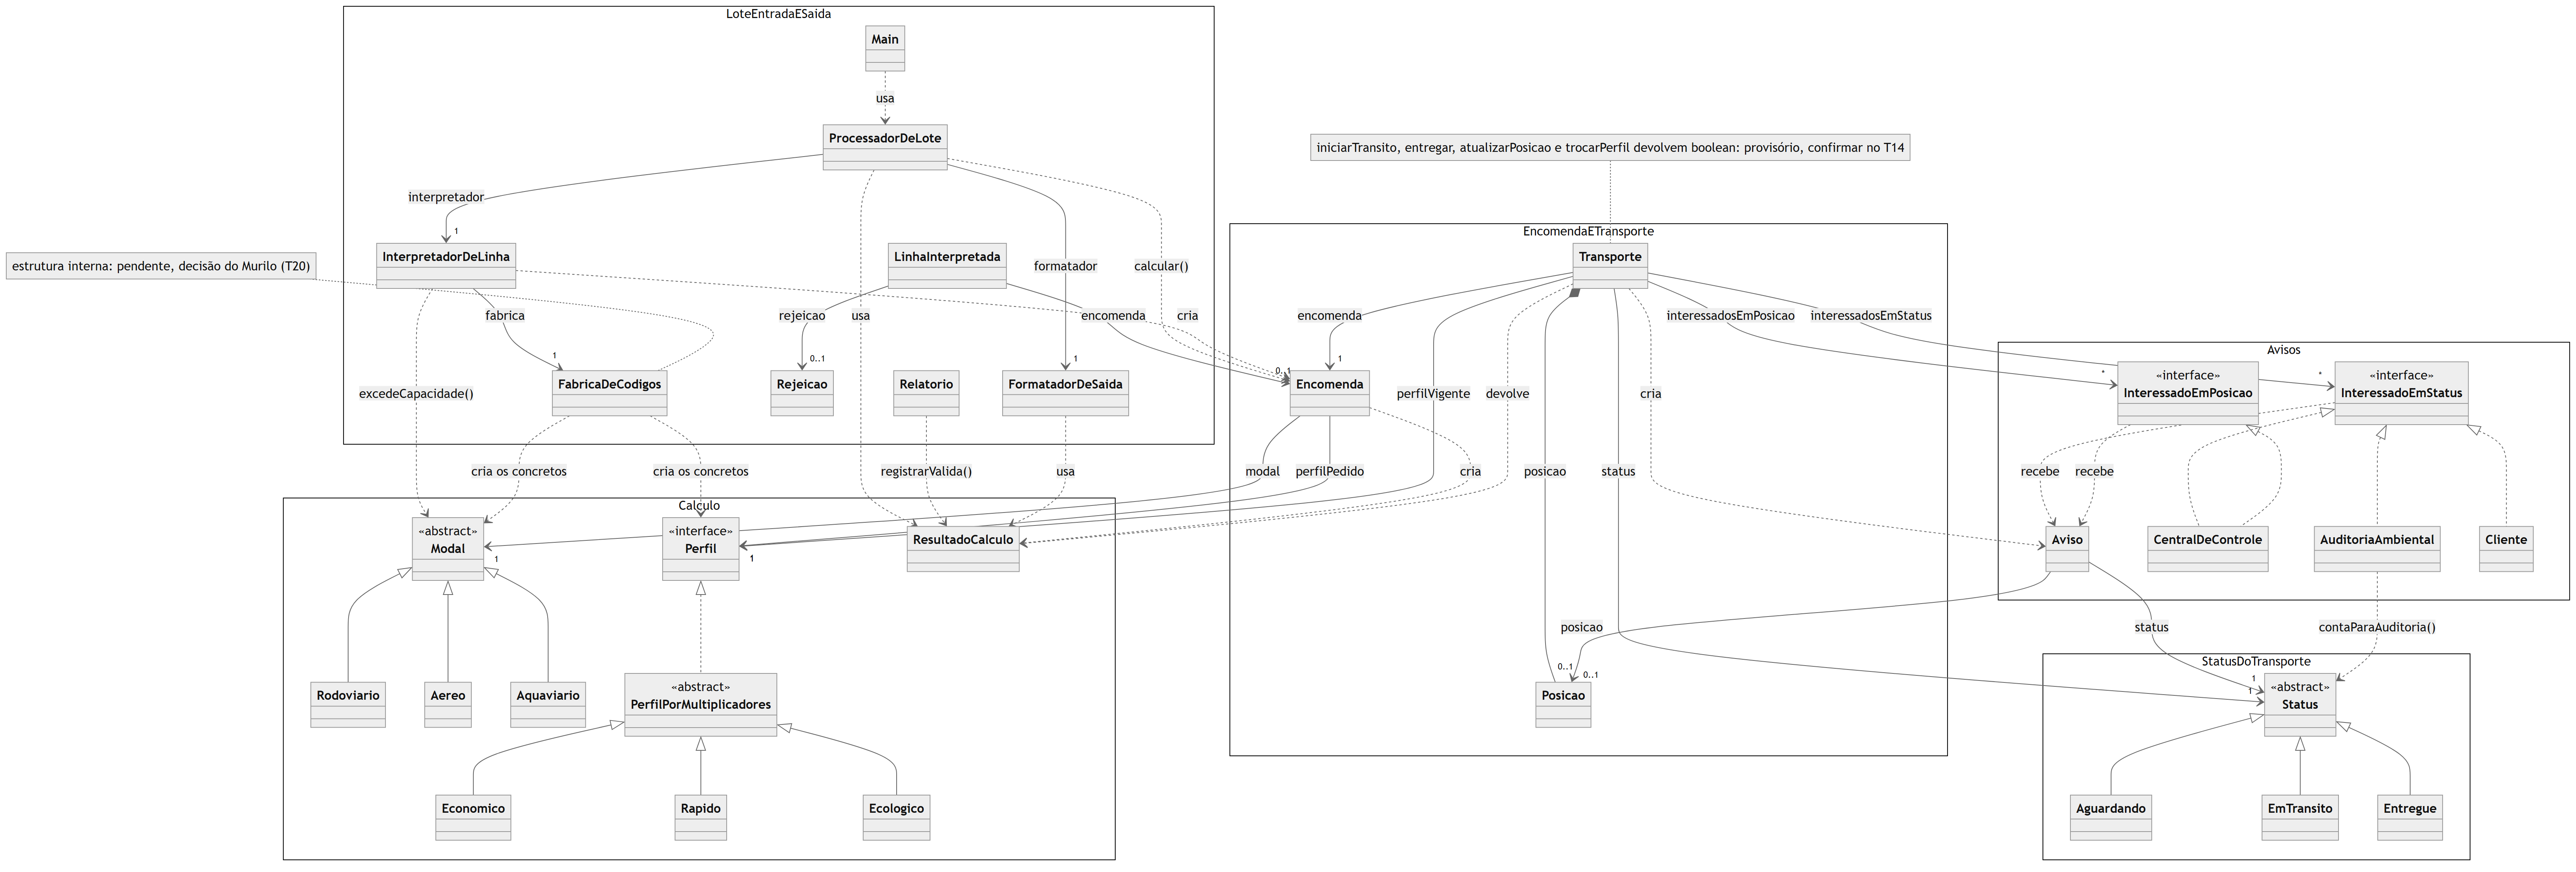 LoteEntradaESaida
Main
usa
ProcessadorDeLote
iniciarTransito, entregar, atualizarPosicao e trocarPerfil devolvem boolean: provisório, confirmar no T14
interpretador
1
EncomendaETransporte
InterpretadorDeLinha
LinhaInterpretada
formatador
calcular()
Transporte
estrutura interna: pendente, decisão do Murilo (T20)
fabrica
rejeicao
usa
encomenda
cria
encomenda
interessadosEmPosicao
interessadosEmStatus
1
0..1
1
1
Avisos
FabricaDeCodigos
Rejeicao
Relatorio
FormatadorDeSaida
0..1
Encomenda
*
«interface»
InteressadoEmPosicao
*
«interface»
InteressadoEmStatus
excedeCapacidade()
perfilVigente
devolve
cria
cria os concretos
cria os concretos
registrarValida()
usa
modal
perfilPedido
cria
posicao
status
recebe
recebe
Calculo
«abstract»
Modal
1
«interface»
Perfil
1
ResultadoCalculo
Aviso
CentralDeControle
AuditoriaAmbiental
Cliente
posicao
status
contaParaAuditoria()
StatusDoTransporte
0..1
0..1
1
1
«abstract»
Status
Rodoviario
Aereo
Aquaviario
«abstract»
PerfilPorMultiplicadores
Posicao
Economico
Rapido
Ecologico
Aguardando
EmTransito
Entregue